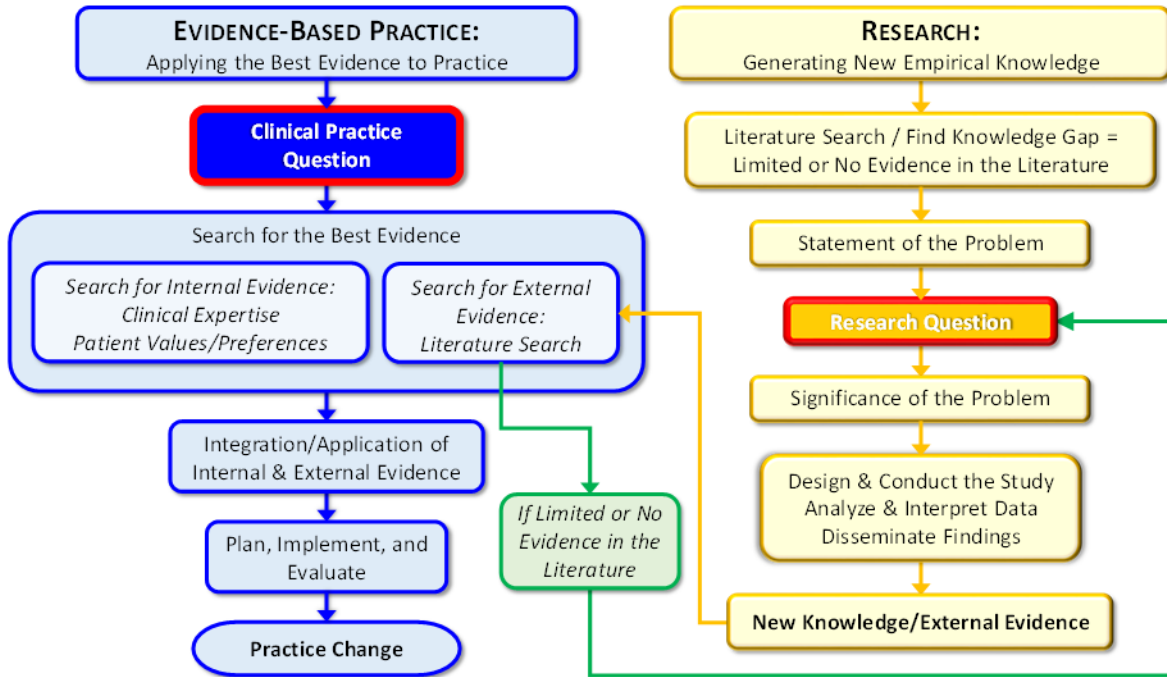 EVIDENCE-BASED PRACTICE:
Applying the Best Evidence to Practice
Clinical Practice
Question
Search for the Best Evidence
Search for Internal Evidence:
Clinical Expertise
Patient Values/Preferences
Search for External
Evidence:
Literature Search
Integration/Application of
Internal & External Evidence
Plan, Implement, and
Evaluate
Practice Change
If Limited or No
Evidence in the
Literature
RESEARCH:
Generating New Empirical Knowledge
Literature Search / Find Knowledge Gap =
Limited or No Evidence in the Literature
Statement of the Problem
Research Question
Significance of the Problem
Design & Conduct the Study
Analyze & Interpret Data
Disseminate Findings
New Knowledge/External Evidence